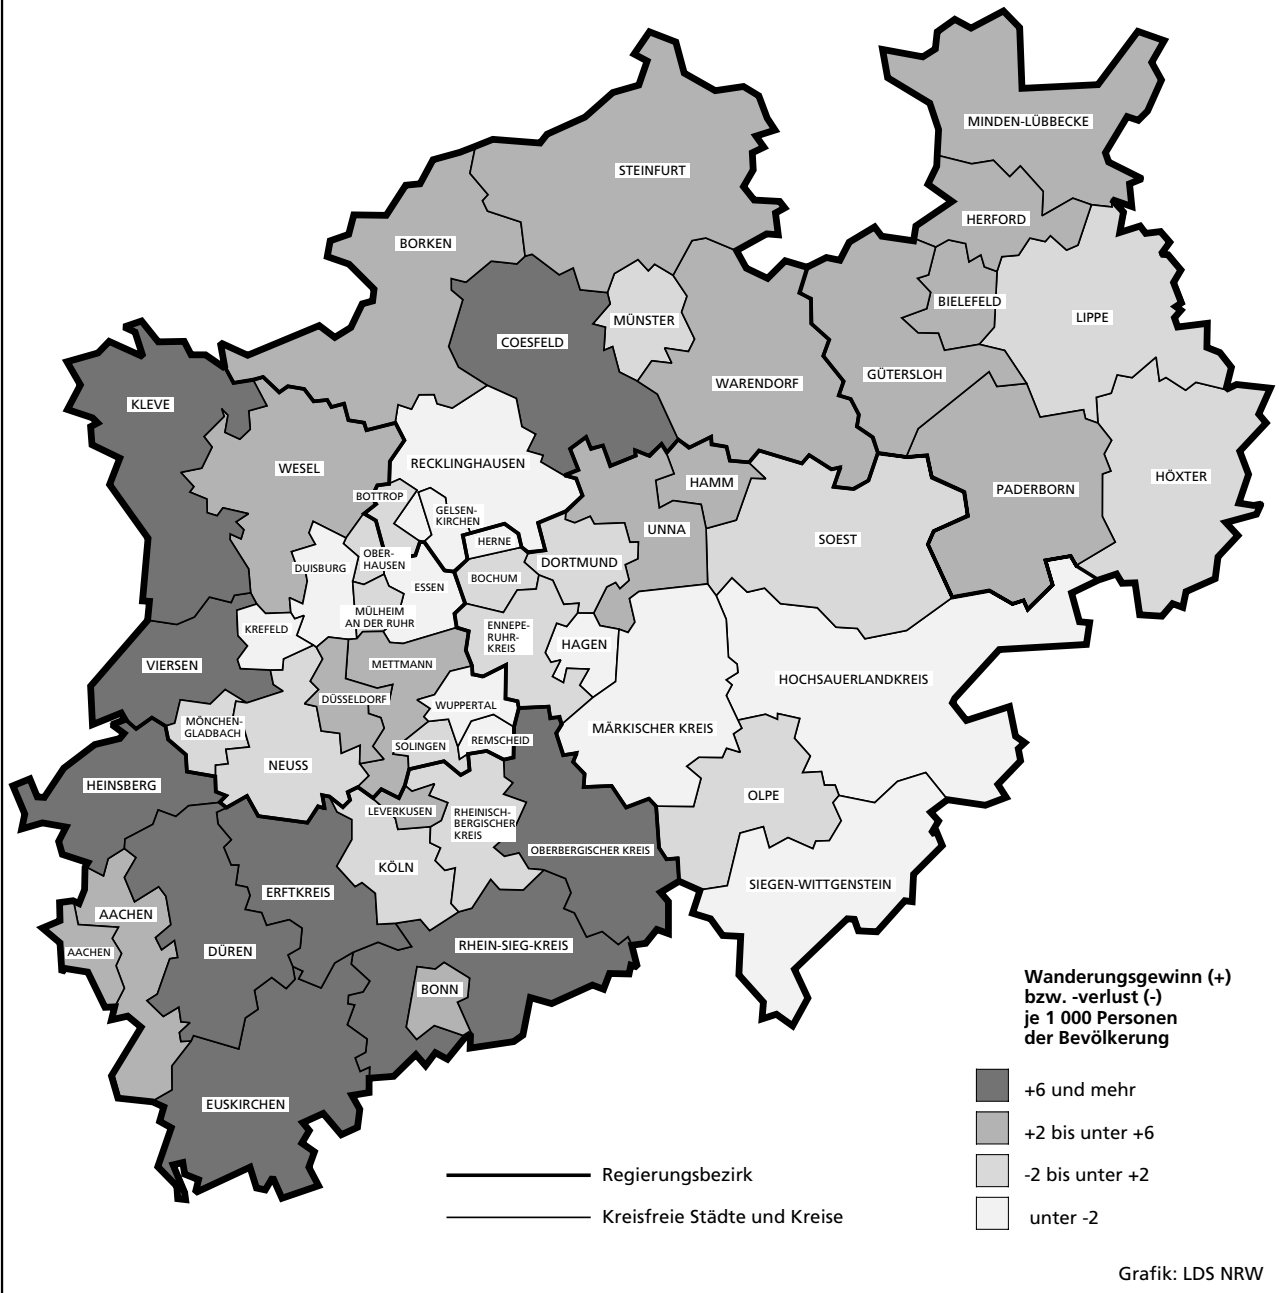 MINDEN-LÜBBECKE
STEINFURT
HERFORD
BORKEN
BIELEFELD
LIPPE
MÜNSTER
COESFELD
GÜTERSLOH
WARENDORF
KLEVE
RECKLINGHAUSEN
WESEL
HÖXTER
HAMM
PADERBORN
BOTTROP
GELSEN-
KIRCHEN
UNNA
SOEST
HERNE
OBER-
HAUSEN
DORTMUND
DUISBURG
BOCHUM
ESSEN
MÜLHEIM
AN DER RUHR
KREFELD
ENNEPE-
RUHR-
KREIS
HAGEN
VIERSEN
METTMANN
HOCHSAUERLANDKREIS
DÜSSELDORF
WUPPERTAL
MÖNCHEN-
GLADBACH
MÄRKISCHER KREIS
REMSCHEID
SOLINGEN
NEUSS
HEINSBERG
OLPE
LEVERKUSEN
RHEINISCH-
BERGISCHER
KREIS
OBERBERGISCHER KREIS
KÖLN
SIEGEN-WITTGENSTEIN
ERFTKREIS
AACHEN
RHEIN-SIEG-KREIS
AACHEN
DÜREN
BONN
EUSKIRCHEN
Wanderungsgewinn (+)
bzw. -verlust (-)
je 1 000 Personen
der Bevölkerung
+6 und mehr
+2 bis unter +6
-2 bis unter +2
unter -2
Regierungsbezirk
Kreisfreie Städte und Kreise
Grafik: LDS NRW